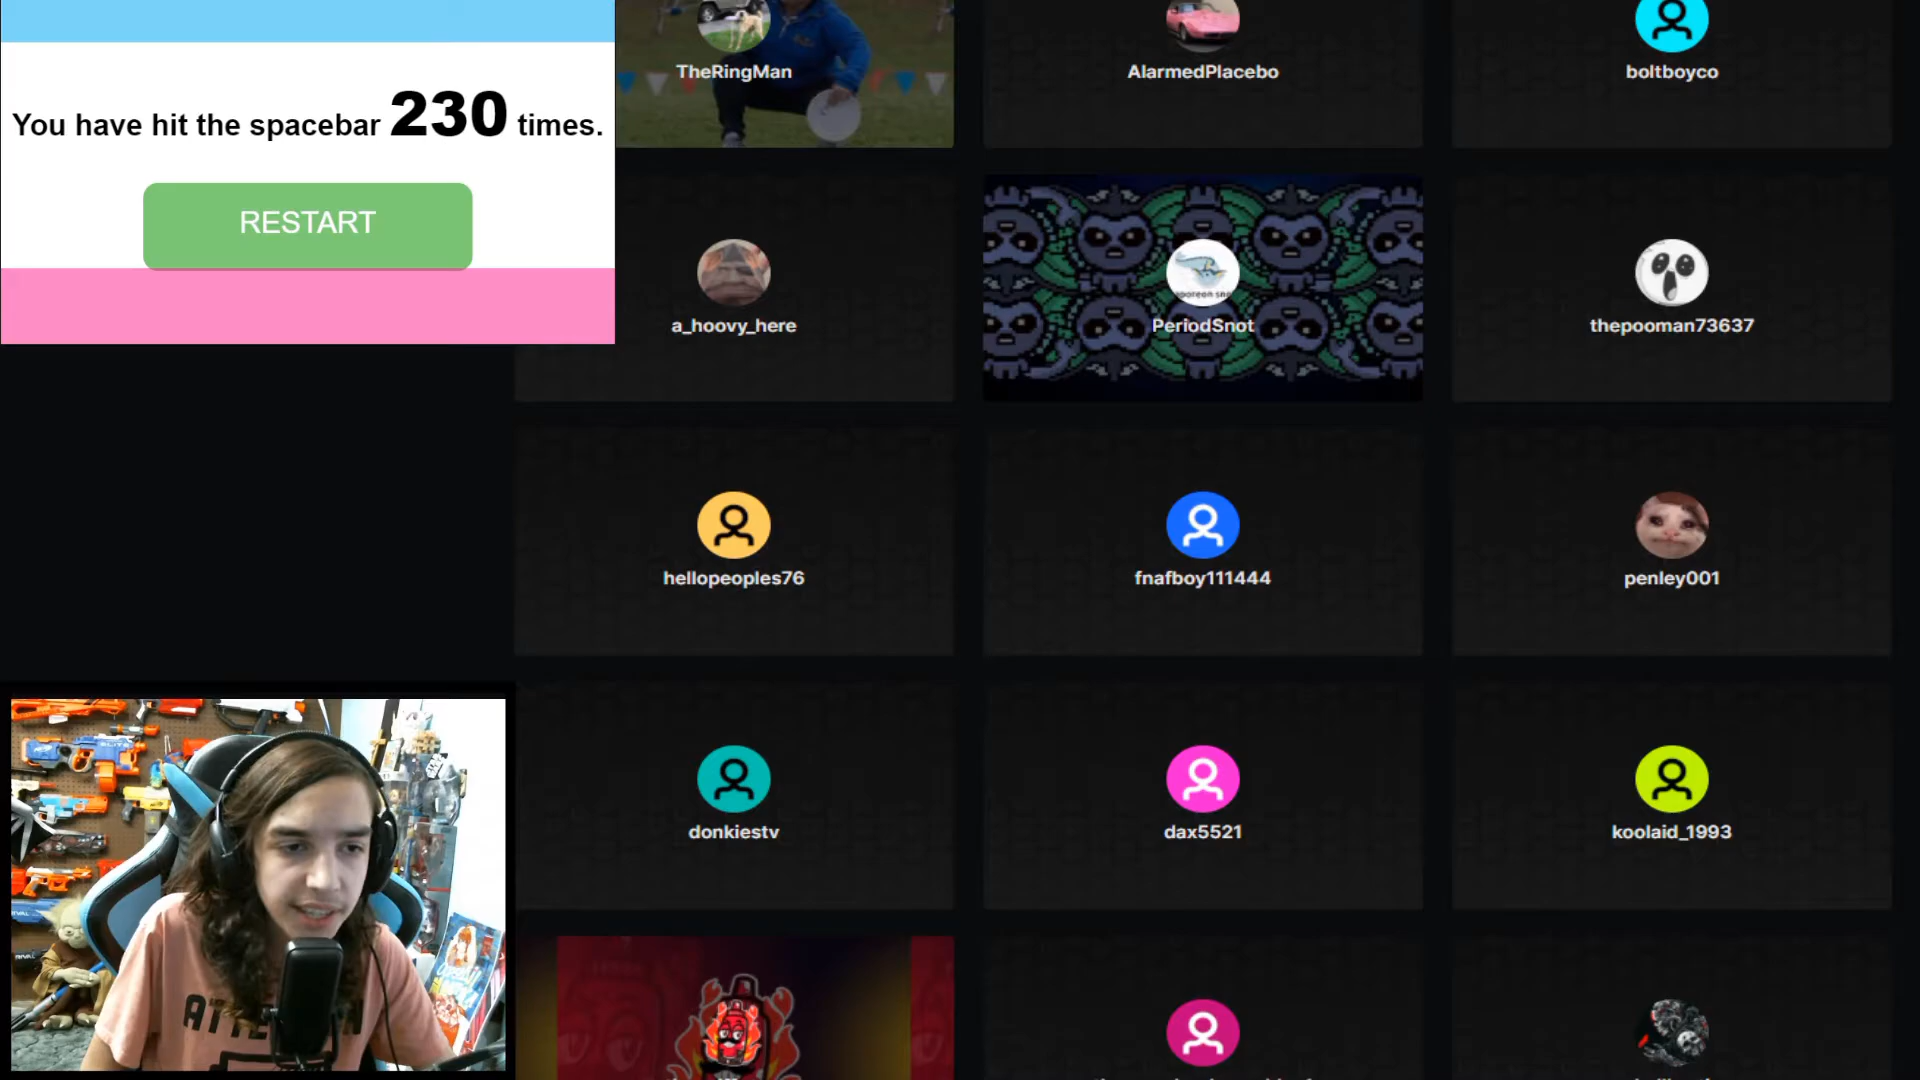 You have hit the spacebar 230 times.
RESTART
TheRingMan
AlarmedPlacebo
boltboyco
a_hoovy_here
PeriodSnot
thepooman73637
hellopeoples76
fnafboy111444
penley001
donkiestv
dax5521
koolaid_1993